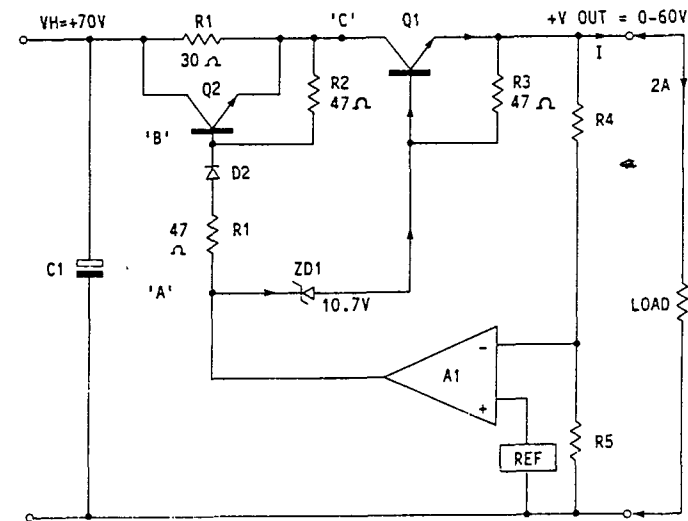 VH=+70V
R1
'C'
Q1
+V OUT = 0-60V
I
30 Ω
Q2
R2
47 Ω
R3
47 Ω
2A
R4
'B'
D2
47
Ω
R1
C1
ZD1
'A'
10.7V
LOAD
-
A1
+
R5
REF